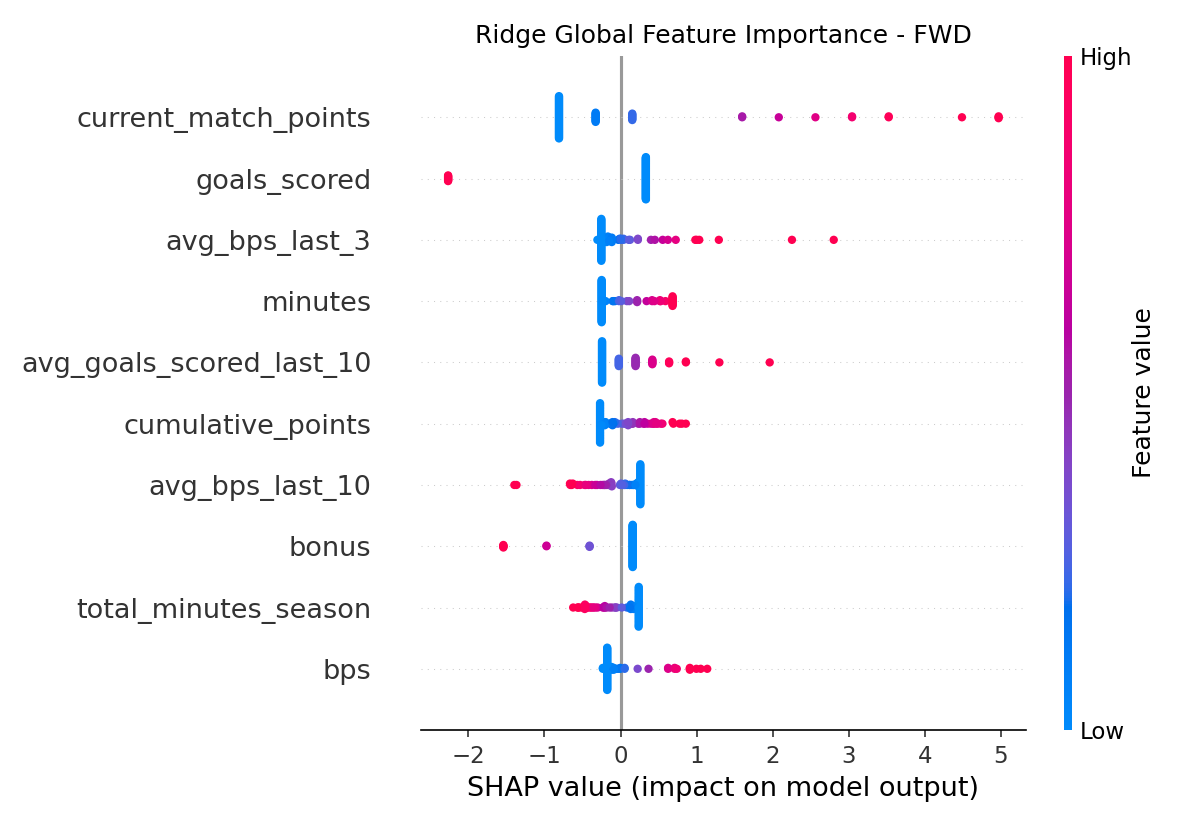 Ridge Global Feature Importance - FWD
High
current_match_points
goals_scored
avg_bps_last_3
minutes
avg_goals_scored_last_10
cumulative_points
avg_bps_last_10
bonus
total_minutes_season
bps
Feature value
Low
−2 −1 0 1 2 3 4 5
SHAP value (impact on model output)